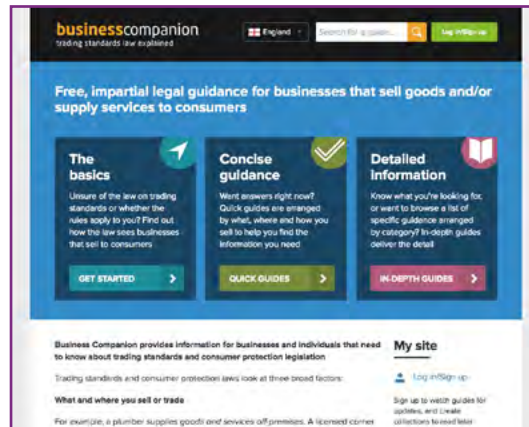 businesscompanion
trading standards law explained
England
Search for a guide...
Log in/Sign up
Free, impartial legal guidance for businesses that sell goods and/or
supply services to consumers
The
basics
Unsure of the law on trading
standards or whether the
rules apply to you? Find out
how the law sees businesses
that sell to consumers
GET STARTED
Concise
guidance
Want answers right now?
Quick guides are arranged
by what, where and how you
sell to help you find the
information you need
QUICK GUIDES
Detailed
information
Know what you're looking for,
or want to browse a list of
specific guidance arranged
by category? In-depth guides
deliver the detail
IN-DEPTH GUIDES
Business Companion provides information for businesses and individuals that need
to know about trading standards and consumer protection legislation
Trading standards and consumer protection laws look at three broad factors:
What and where you sell or trade
For example, a plumber supplies goods and services off premises. A licensed corner
My site
Log in/Sign up
Sign up to watch guides for
updates, and create
collections to read later